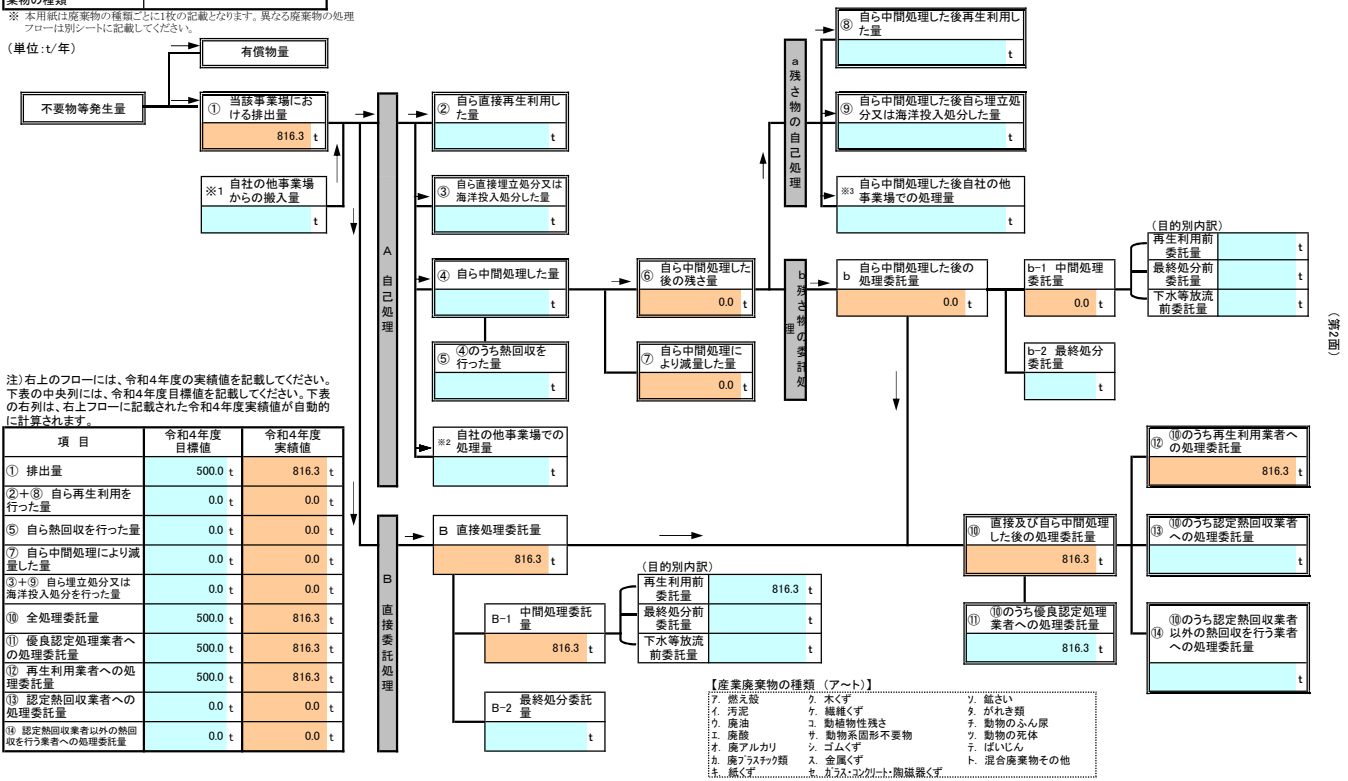 棄物の種類
※ 本用紙は廃棄物の種類ごとに1枚の記載となります。異なる廃棄物の処理
フローは別シートに記載してください。
(単位:t/年)
有償物量
不要物等発生量
① 当該事業場にお
ける排出量
816.3 t
※1 自社の他事業場
からの搬入量
t
A 自己処理
② 自ら直接再生利用し
た量
t
③ 自ら直接埋立処分又は
海洋投入処分した量
t
④ 自ら中間処理した量
t
⑤ ④のうち熱回収を
行った量
t
※2 自社の他事業場での
処理量
t
⑥ 自ら中間処理した
後の残さ量
0.0 t
⑦ 自ら中間処理によ
り減量した量
0.0 t
a 残さ物の自己処理
⑧ 自ら中間処理した後再生利用し
た量
t
⑨ 自ら中間処理した後自ら埋立処
分又は海洋投入処分した量
t
※3 自ら中間処理した後自社の他
事業場での処理量
t
b 残さ物の委託処理
b 自ら中間処理した後の
処理委託量
0.0 t
b-1 中間処理
委託量
0.0 t
b-2 最終処分
委託量
t
(目的別内訳)
再生利用前
委託量
t
最終処分前
委託量
t
下水等放流
前委託量
t
(第2面)
注)右上のフローには、令和4年度の実績値を記載してください。
下表の中央列には、令和4年度目標値を記載してください。下表
の右列は、右上フローに記載された令和4年度実績値が自動的
に計算されます。
項 目
令和4年度
目標値
令和4年度
実績値
① 排出量 500.0 t 816.3 t
②+⑧ 自ら再生利用を
行った量 0.0 t 0.0 t
⑤ 自ら熱回収を行った量 0.0 t 0.0 t
⑦ 自ら中間処理により減
量した量 0.0 t 0.0 t
③+⑨ 自ら埋立処分又は
海洋投入処分を行った量 0.0 t 0.0 t
⑩ 全処理委託量 500.0 t 816.3 t
⑪ 優良認定処理業者へ
の処理委託量 500.0 t 816.3 t
⑫ 再生利用業者への処
理委託量 500.0 t 816.3 t
⑬ 認定熱回収業者への
処理委託量 0.0 t 0.0 t
⑭ 認定熱回収業者以外の熱回
収を行う業者への処理委託量 0.0 t 0.0 t
B 直接委託処理
B 直接処理委託量
816.3 t
B-1 中間処理委託
量
816.3 t
B-2 最終処分委託
量
t
(目的別内訳)
再生利用前
委託量
816.3 t
最終処分前
委託量
t
下水等放流
前委託量
t
⑩ 直接及び自ら中間処理
した後の処理委託量
816.3 t
⑪ ⑩のうち優良認定処理
業者への処理委託量
816.3 t
⑫ ⑩のうち再生利用業者へ
の処理委託量
816.3 t
⑬ ⑩のうち認定熱回収業者
への処理委託量
t
⑭ ⑩のうち認定熱回収業者
以外の熱回収を行う業者
への処理委託量
t
【産業廃棄物の種類 (ア~ト)】
ア. 燃え殻 ク. 木くず ソ. 鉱さい
イ. 汚泥 ケ. 繊維くず タ. がれき類
ウ. 廃油 コ. 動植物性残さ チ. 動物のふん尿
エ. 廃酸 サ. 動物系固形不要物 ツ. 動物の死体
オ. 廃アルカリ シ. ゴムくず テ. ばいじん
カ. 廃プラスチック類 ス. 金属くず ト. 混合廃棄物その他
キ. 紙くず セ. ガラス・コンクリート・陶磁器くず